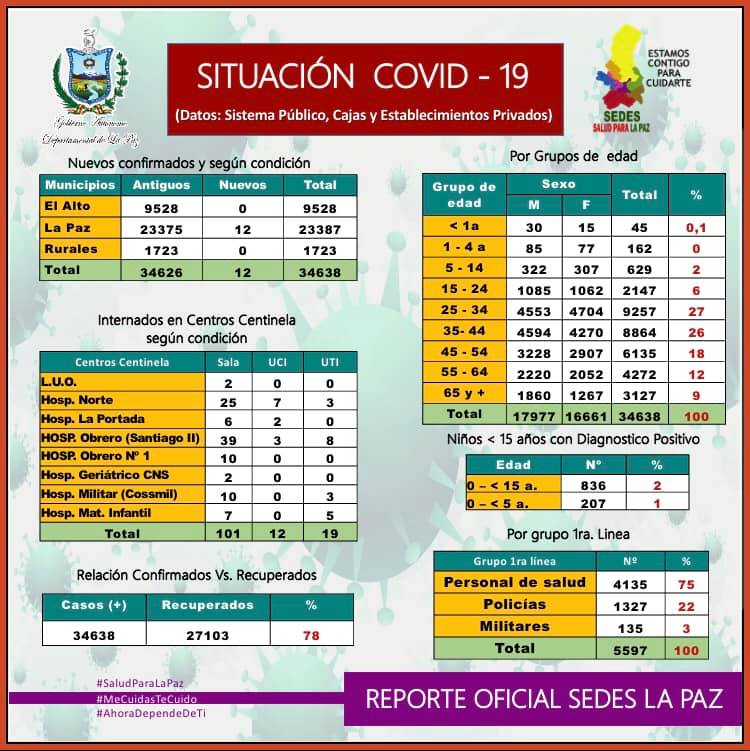 Gobierno Autónomo
Departamental de La Paz
SITUACIÓN COVID - 19
(Datos: Sistema Público, Cajas y Establecimientos Privados)
ESTAMOS
CONTIGO
PARA
CUIDARTE
SEDES
SALUD PARA LA PAZ
Nuevos confirmados y según condición
Municipios Antiguos Nuevos Total
El Alto 9528 0 9528
La Paz 23375 12 23387
Rurales 1723 0 1723
Total 34626 12 34638
Internados en Centros Centinela
según condición
Centros Centinela Sala UCI UTI
L.U.O. 2 0 0
Hosp. Norte 25 7 3
Hosp. La Portada 6 2 0
HOSP. Obrero (Santiago II) 39 3 8
HOSP. Obrero Nº 1 10 0 0
Hosp. Geriátrico CNS 2 0 0
Hosp. Militar (Cossmil) 10 0 3
Hosp. Mat. Infantil 7 0 5
Total 101 12 19
Relación Confirmados Vs. Recuperados
Casos (+) Recuperados %
34638 27103 78
Por Grupos de edad
Grupo de edad Sexo Total %
M F
< 1a 30 15 45 0,1
1 - 4 a 85 77 162 0
5 - 14 322 307 629 2
15 - 24 1085 1062 2147 6
25 - 34 4553 4704 9257 27
35- 44 4594 4270 8864 26
45 - 54 3228 2907 6135 18
55 - 64 2220 2052 4272 12
65 y + 1860 1267 3127 9
Total 17977 16661 34638 100
Niños < 15 años con Diagnostico Positivo
Edad Nº %
0 – < 15 a. 836 2
0 – < 5 a. 207 1
Por grupo 1ra. Linea
Grupo 1ra línea Nº %
Personal de salud 4135 75
Policías 1327 22
Militares 135 3
Total 5597 100
#SaludParaLaPaz
#MeCuidasTeCuido
#AhoraDependeDeTi
REPORTE OFICIAL SEDES LA PAZ